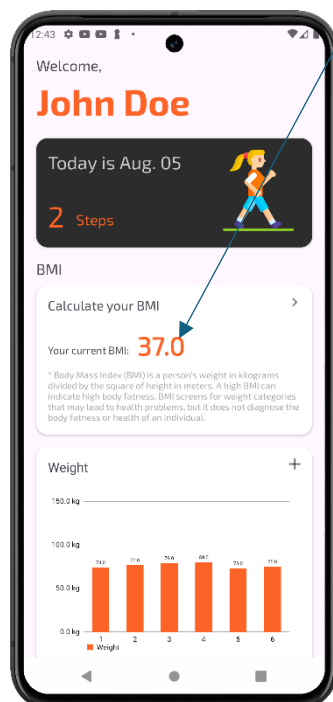 12:43
Welcome,
John Doe
Today is Aug. 05
2 Steps
BMI
Calculate your BMI
Your current BMI: 37.0
* Body Mass Index (BMI) is a person's weight in kilograms
divided by the square of height in meters. A high BMI can
indicate high body fatness. BMI screens for weight categories
that may lead to health problems, but it does not diagnose the
body fatness or health of an individual.
Weight
150.0 kg
100.0 kg
50.0 kg
0.0 kg
1 2 3 4 5 6
Weight